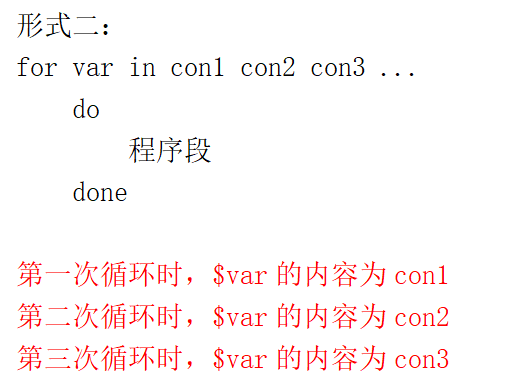 形式二：
for var in con1 con2 con3 ...
do
程序段
done
第一次循环时，$var 的内容为 con1
第二次循环时，$var 的内容为 con2
第三次循环时，$var 的内容为 con3